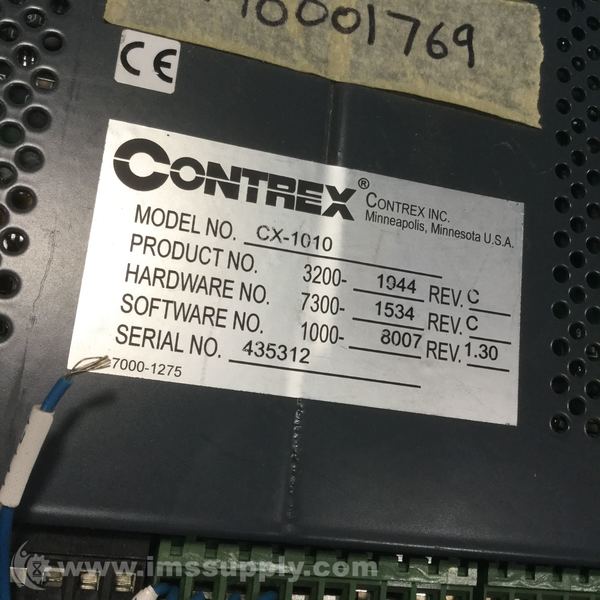 10001769
CE
CONTREX®
CONTREX INC.
Minneapolis, Minnesota U.S.A.
MODEL NO. CX-1010
PRODUCT NO. 3200- 1944 REV. C
HARDWARE NO. 7300- 1534 REV. C
SOFTWARE NO. 1000- 8007 REV. 1.30
SERIAL NO. 435312
7000-1275
www.imssupply.com